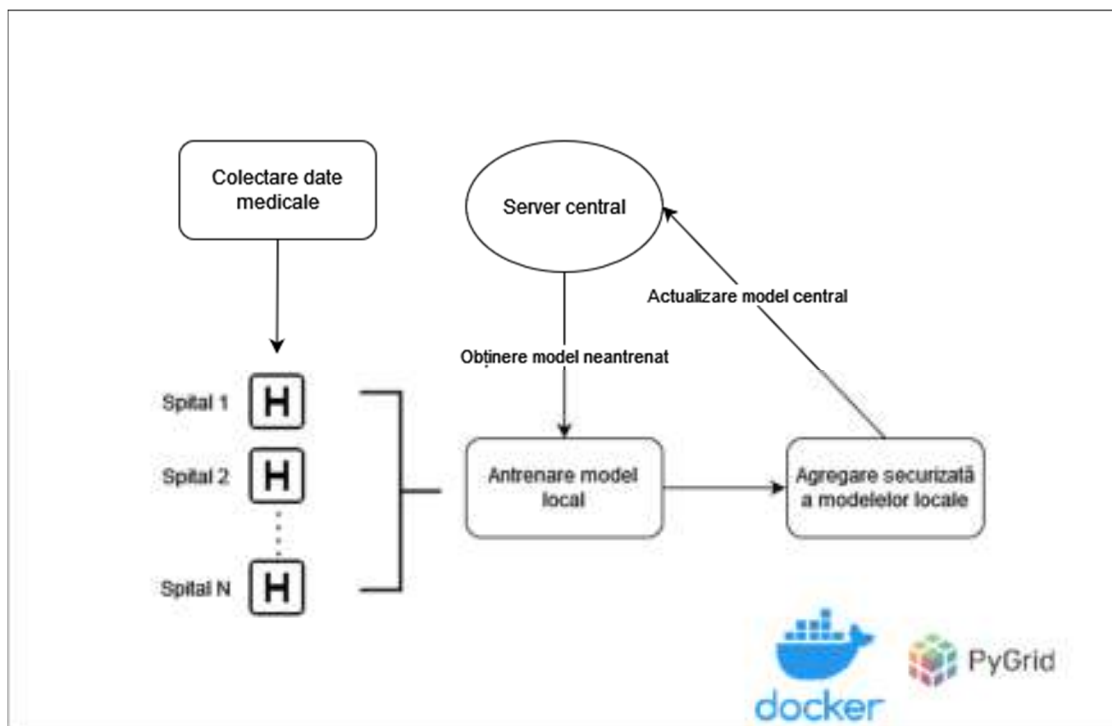 Colectare date
medicale
Server central
Actualizare model central
Obținere model neantrenat
Spital 1
H
Spital 2
H
Spital N
H
Antrenare model
local
Agregare securizată
a modelelor locale
docker
PyGrid